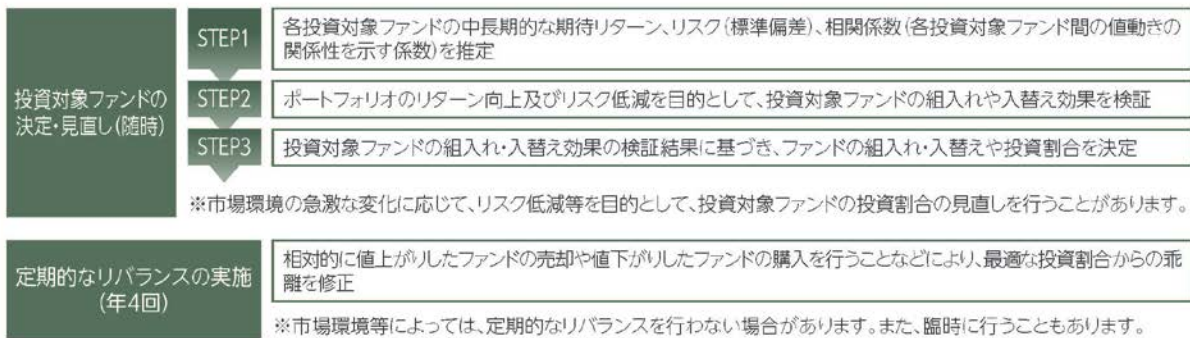 投資対象ファンドの
決定・見直し(随時)
STEP1
各投資対象ファンドの中長期的な期待リターン、リスク(標準偏差)、相関係数(各投資対象ファンド間の値動きの
関係性を示す係数)を推定
STEP2
ポートフォリオのリターン向上及びリスク低減を目的として、投資対象ファンドの組入れや入替え効果を検証
STEP3
投資対象ファンドの組入れ・入替え効果の検証結果に基づき、ファンドの組入れ・入替えや投資割合を決定
※市場環境の急激な変化に応じて、リスク低減等を目的として、投資対象ファンドの投資割合の見直しを行うことがあります。
定期的なリバランスの実施
(年4回)
相対的に値上がりしたファンドの売却や値下がりしたファンドの購入を行うことなどにより、最適な投資割合からの乖
離を修正
※市場環境等によっては、定期的なリバランスを行わない場合があります。また、臨時に行うこともあります。